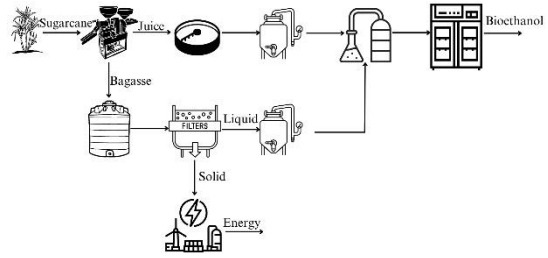 Sugarcane
Juice
Bioethanol
Bagasse
FILTERS
Liquid
Solid
Energy